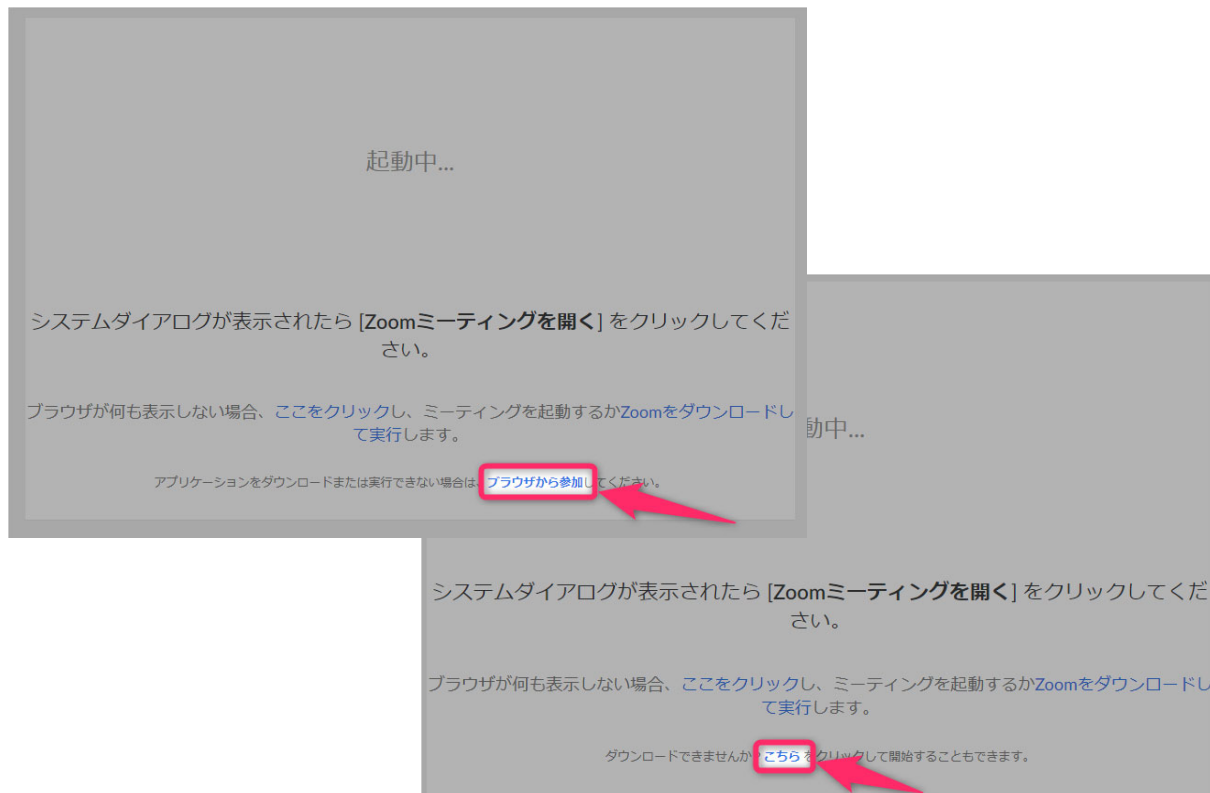 起動中...
システムダイアログが表示されたら [Zoomミーティングを開く] をクリックしてくだ
さい。
ブラウザが何も表示しない場合、ここをクリックし、ミーティングを起動するかZoomをダウンロードし
て実行します。
アプリケーションをダウンロードまたは実行できない場合は、ブラウザから参加してください。
動中...
システムダイアログが表示されたら [Zoomミーティングを開く] をクリックしてくだ
さい。
ブラウザが何も表示しない場合、ここをクリックし、ミーティングを起動するかZoomをダウンロードし
て実行します。
ダウンロードできませんか?こちらをクリックして開始することもできます。